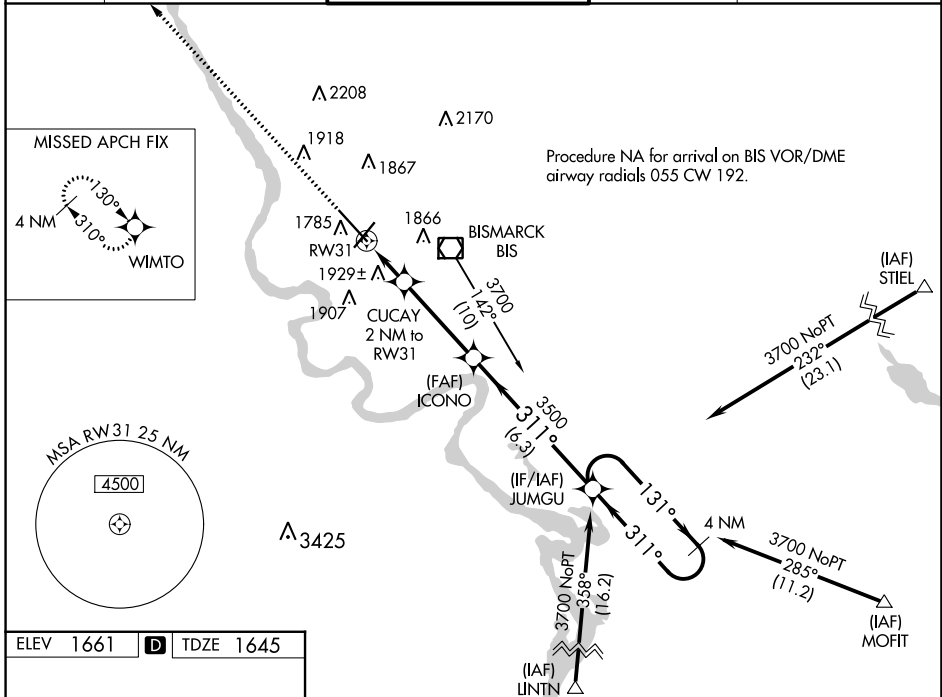 2208
2170
1918
1867
MISSED APCH FIX
130°
4 NM
310°
WIMTO
Procedure NA for arrival on BIS VOR/DME
airway radials 055 CW 192.
1785
1866
RW31
BISMARCK
BIS
1929±
1907
CUCAY
2 NM to
RW31
3700
142°
(10)
(IAF)
STIEL
3700 NoPT
232°
(23.1)
(FAF)
ICONO
3500
311°
(6.3)
MSA RW31 25 NM
4500
(IF/IAF)
JUMGU
131°
311°
4 NM
3425
3700 NoPT
285°
(11.2)
3700 NoPT
358°
(16.2)
(IAF)
MOFIT
(IAF)
LINTN
ELEV 1661 D TDZE 1645